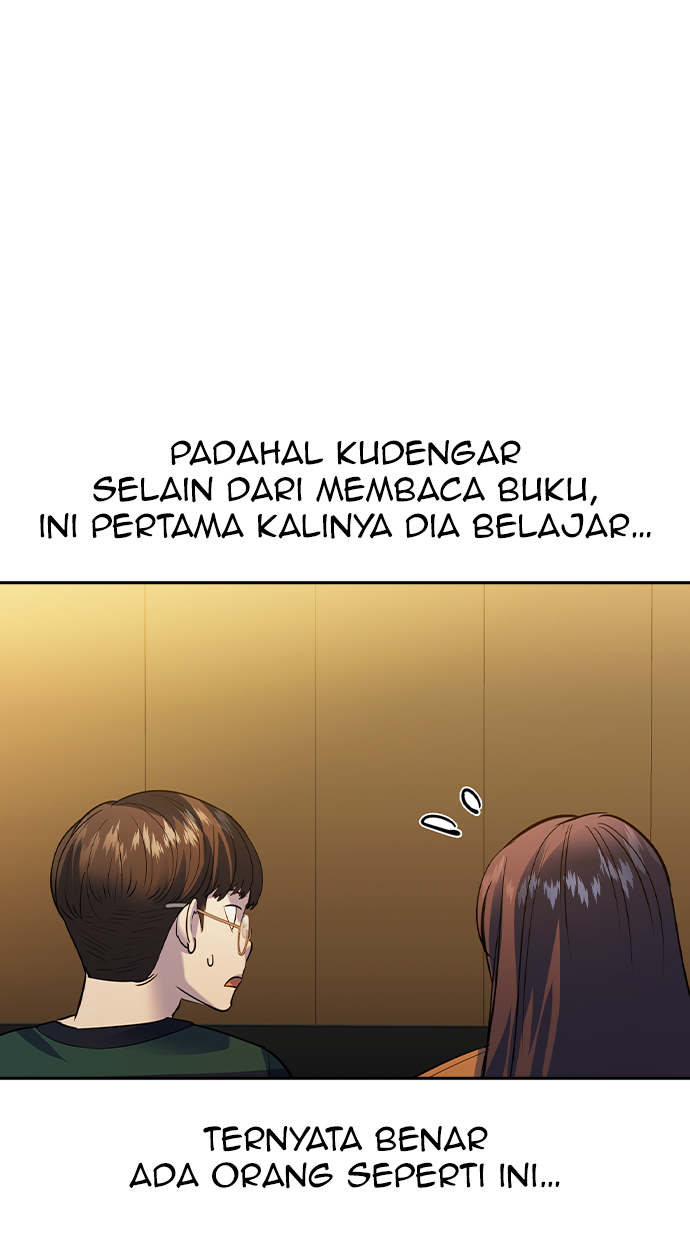 PADAHAL KUDENGAR
SELAIN DARI MEMBACA BUKU,
INI PERTAMA KALINYA DIA BELAJAR...
TERNYATA BENAR
ADA ORANG SEPERTI INI...